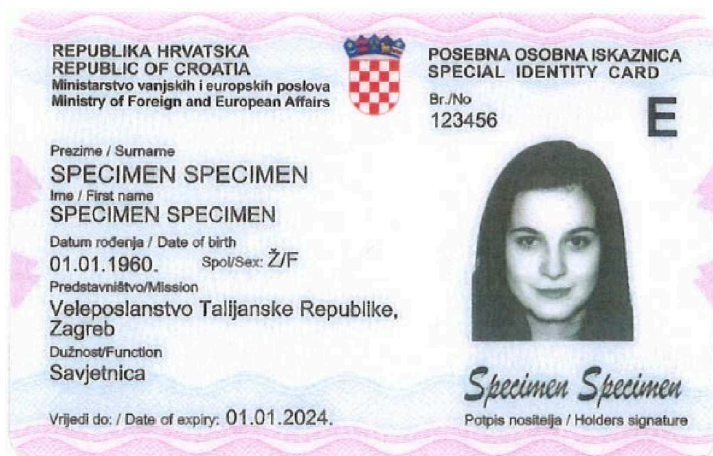 REPUBLIKA HRVATSKA
REPUBLIC OF CROATIA
Ministarstvo vanjskih i europskih poslova
Ministry of Foreign and European Affairs
POSEBNA OSOBNA ISKAZNICA
SPECIAL IDENTITY CARD
Br./No
123456
E
Prezime / Surname
SPECIMEN SPECIMEN
Ime / First name
SPECIMEN SPECIMEN
Datum rođenja / Date of birth
01.01.1960. Spol/Sex: Ž/F
Predstavništvo/Mission
Veleposlanstvo Talijanske Republike,
Zagreb
Dužnost/Function
Savjetnica
Vrijedi do: / Date of expiry: 01.01.2024.
Specimen Specimen
Potpis nositelja / Holders signature